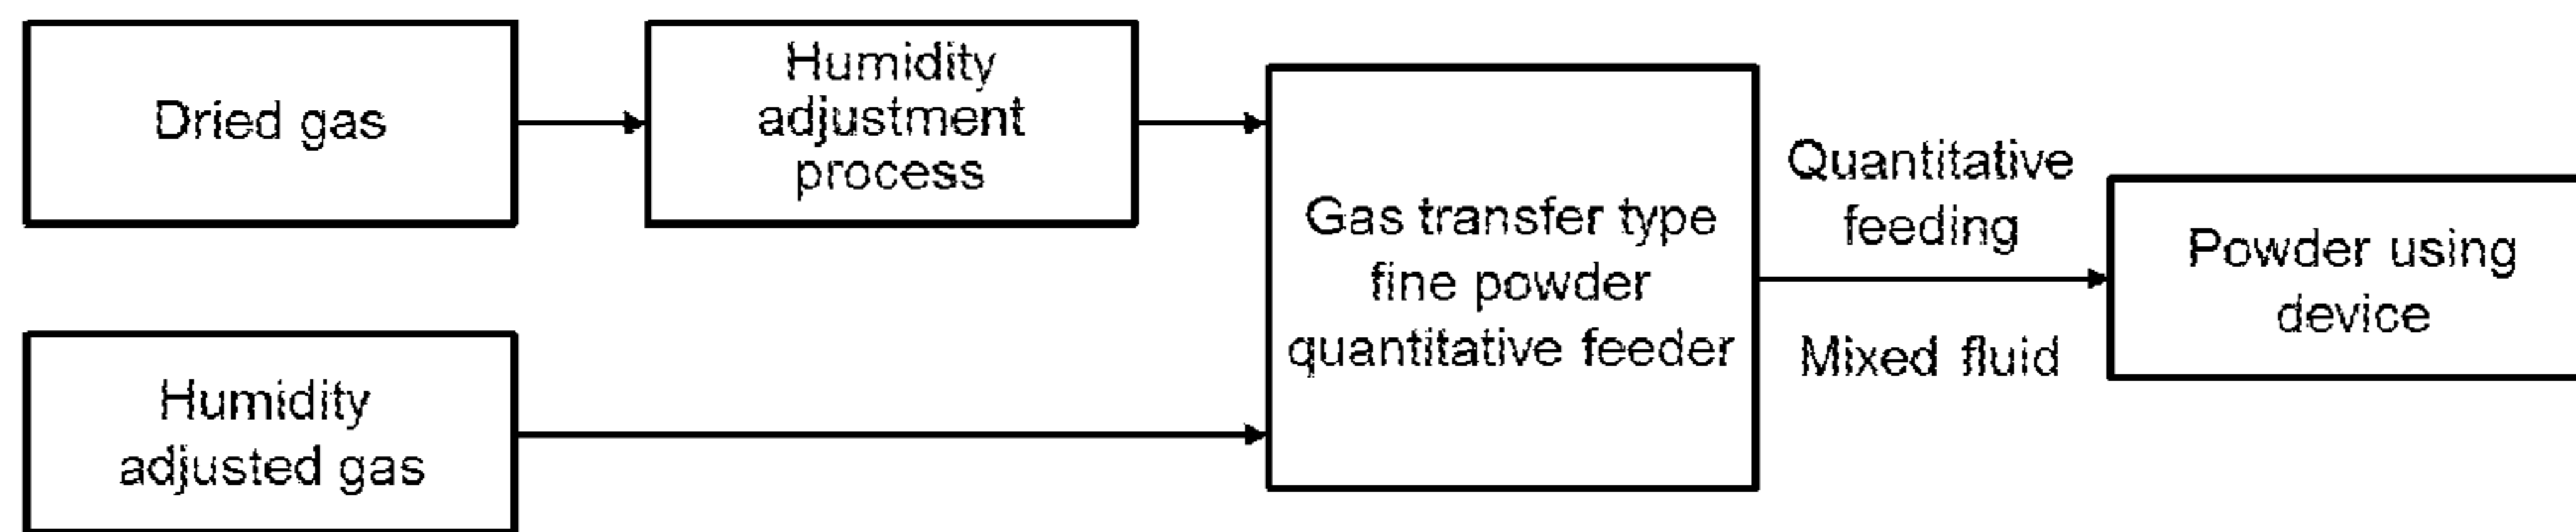 Dried gas
Humidity
adjustment
process
Humidity
adjusted gas
Gas transfer type
fine powder
quantitative feeder
Quantitative
feeding
Mixed fluid
Powder using
device